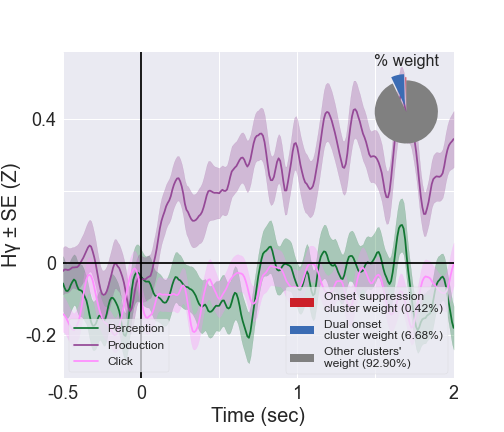 % weight
Hγ ± SE (Z)
0.4
0
-0.2
Perception
Production
Click
Onset suppression
cluster weight (0.42%)
Dual onset
cluster weight (6.68%)
Other clusters'
weight (92.90%)
-0.5
0
1
2
Time (sec)